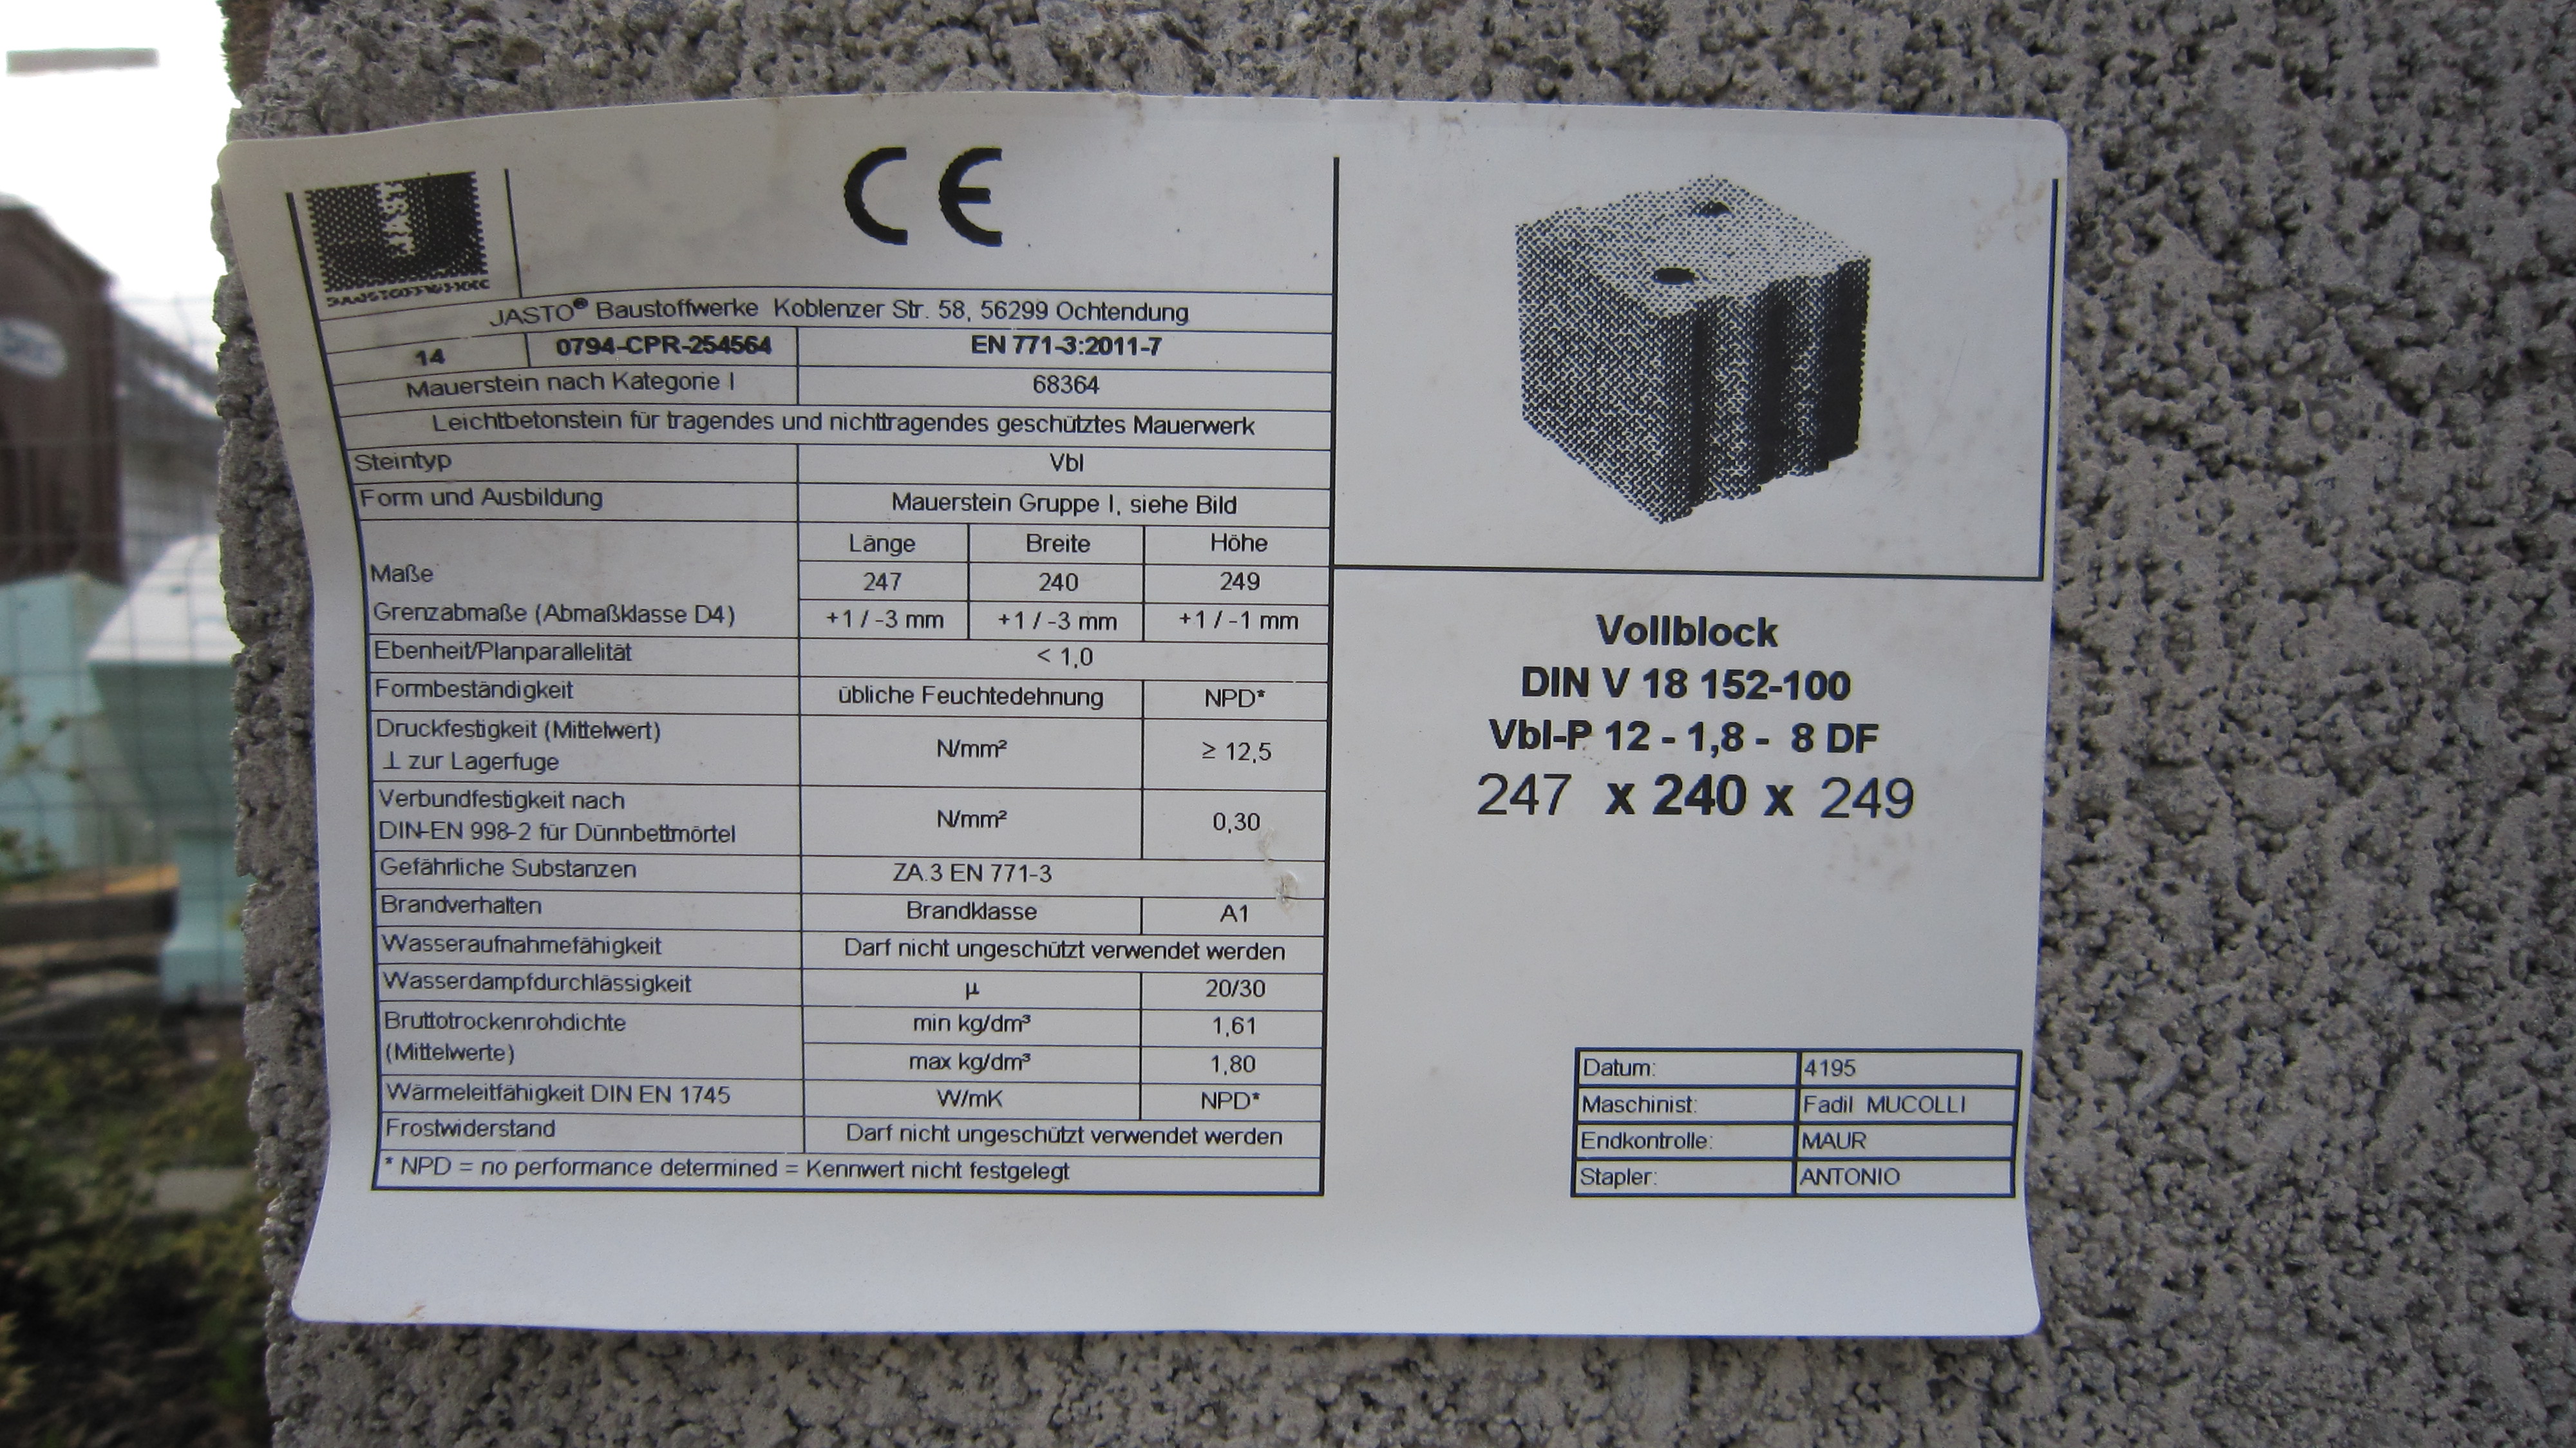 JASTO
BAUSTOFFWERKE
CE
JASTO® Baustoffwerke Koblenzer Str. 58, 56299 Ochtendung
14 0794-CPR-254564 EN 771-3:2011-7
Mauerstein nach Kategorie I 68364
Leichtbetonstein für tragendes und nichttragendes geschütztes Mauerwerk
Steintyp Vbl
Form und Ausbildung Mauerstein Gruppe I, siehe Bild
Länge Breite Höhe
Maße 247 240 249
Grenzabmaße (Abmaßklasse D4) +1 / -3 mm +1 / -3 mm +1 / -1 mm
Ebenheit/Planparallelität < 1,0
Formbeständigkeit übliche Feuchtedehnung NPD*
Druckfestigkeit (Mittelwert)
⊥ zur Lagerfuge N/mm² ≥ 12,5
Verbundfestigkeit nach
DIN-EN 998-2 für Dünnbettmörtel N/mm² 0,30
Gefährliche Substanzen ZA.3 EN 771-3
Brandverhalten Brandklasse A1
Wasseraufnahmefähigkeit Darf nicht ungeschützt verwendet werden
Wasserdampfdurchlässigkeit µ 20/30
Bruttotrockenrohdichte min kg/dm³ 1,61
(Mittelwerte) max kg/dm³ 1,80
Wärmeleitfähigkeit DIN EN 1745 W/mK NPD*
Frostwiderstand Darf nicht ungeschützt verwendet werden
* NPD = no performance determined = Kennwert nicht festgelegt
Vollblock
DIN V 18 152-100
Vbl-P 12 - 1,8 - 8 DF
247 x 240 x 249
Datum: 4195
Maschinist: Fadil MUCOLLI
Endkontrolle: MAUR
Stapler: ANTONIO